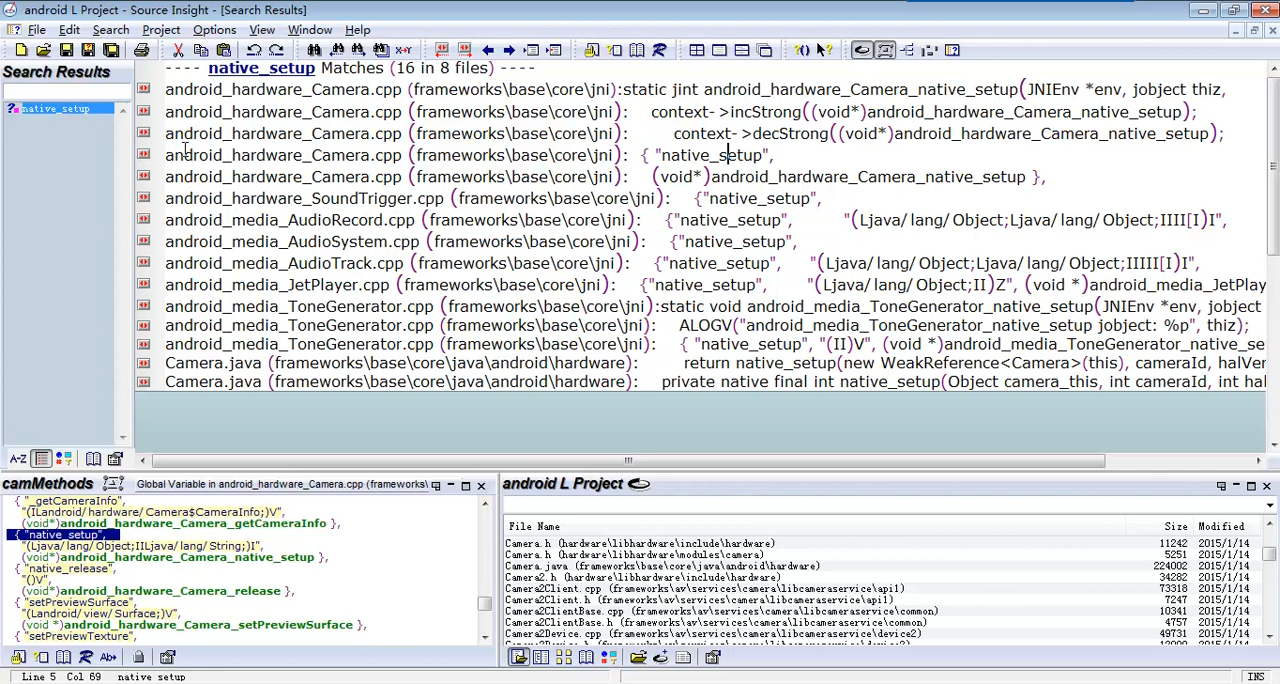 android L Project - Source Insight - [Search Results]
File Edit Search Project Options View Window Help
Search Results
native_setup
---- native_setup Matches (16 in 8 files) ----
android_hardware_Camera.cpp (frameworks\base\core\jni):static jint android_hardware_Camera_native_setup(JNIEnv *env, jobject thiz,
android_hardware_Camera.cpp (frameworks\base\core\jni): context->incStrong((void*)android_hardware_Camera_native_setup);
android_hardware_Camera.cpp (frameworks\base\core\jni): context->decStrong((void*)android_hardware_Camera_native_setup);
android_hardware_Camera.cpp (frameworks\base\core\jni): { "native_setup",
android_hardware_Camera.cpp (frameworks\base\core\jni): (void*)android_hardware_Camera_native_setup },
android_hardware_SoundTrigger.cpp (frameworks\base\core\jni): {"native_setup",
android_media_AudioRecord.cpp (frameworks\base\core\jni): {"native_setup", "(Ljava/lang/Object;Ljava/lang/Object;IIII[I)I",
android_media_AudioSystem.cpp (frameworks\base\core\jni): {"native_setup",
android_media_AudioTrack.cpp (frameworks\base\core\jni): {"native_setup", "(Ljava/lang/Object;Ljava/lang/Object;IIIII[I)I",
android_media_JetPlayer.cpp (frameworks\base\core\jni): {"native_setup", "(Ljava/lang/Object;II)Z", (void *)android_media_JetPlay
android_media_ToneGenerator.cpp (frameworks\base\core\jni):static void android_media_ToneGenerator_native_setup(JNIEnv *env, jobject
android_media_ToneGenerator.cpp (frameworks\base\core\jni): ALOGV("android_media_ToneGenerator_native_setup jobject: %p", thiz);
android_media_ToneGenerator.cpp (frameworks\base\core\jni): { "native_setup", "(II)V", (void *)android_media_ToneGenerator_native_se
Camera.java (frameworks\base\core\java\android\hardware): return native_setup(new WeakReference<Camera>(this), cameraId, halVer
Camera.java (frameworks\base\core\java\android\hardware): private native final int native_setup(Object camera_this, int cameraId, int hal
A-Z
camMethods Global Variable in android_hardware_Camera.cpp (frameworks\
{ "_getCameraInfo",
"(ILandroid/hardware/Camera$CameraInfo;)V",
(void*)android_hardware_Camera_getCameraInfo },
{ "native_setup",
"(Ljava/lang/Object;IILjava/lang/String;)I",
(void*)android_hardware_Camera_native_setup },
{ "native_release",
"()V",
(void*)android_hardware_Camera_release },
{ "setPreviewSurface",
"(Landroid/view/Surface;)V",
(void *)android_hardware_Camera_setPreviewSurface },
{ "setPreviewTexture",
android L Project
File Name Size Modified
Camera.h (hardware\libhardware\include\hardware) 11242 2015/1/14
Camera.h (hardware\libhardware\modules\camera) 5251 2015/1/14
Camera.java (frameworks\base\core\java\android\hardware) 224002 2015/1/14
Camera2.h (hardware\libhardware\include\hardware) 34282 2015/1/14
Camera2Client.cpp (frameworks\av\services\camera\libcameraservice\api1) 73318 2015/1/14
Camera2Client.h (frameworks\av\services\camera\libcameraservice\api1) 7247 2015/1/14
Camera2ClientBase.cpp (frameworks\av\services\camera\libcameraservice\common) 10341 2015/1/14
Camera2ClientBase.h (frameworks\av\services\camera\libcameraservice\common) 4757 2015/1/14
Camera2Device.cpp (frameworks\av\services\camera\libcameraservice\device2) 49731 2015/1/14
Line 5 Col 69 native setup INS